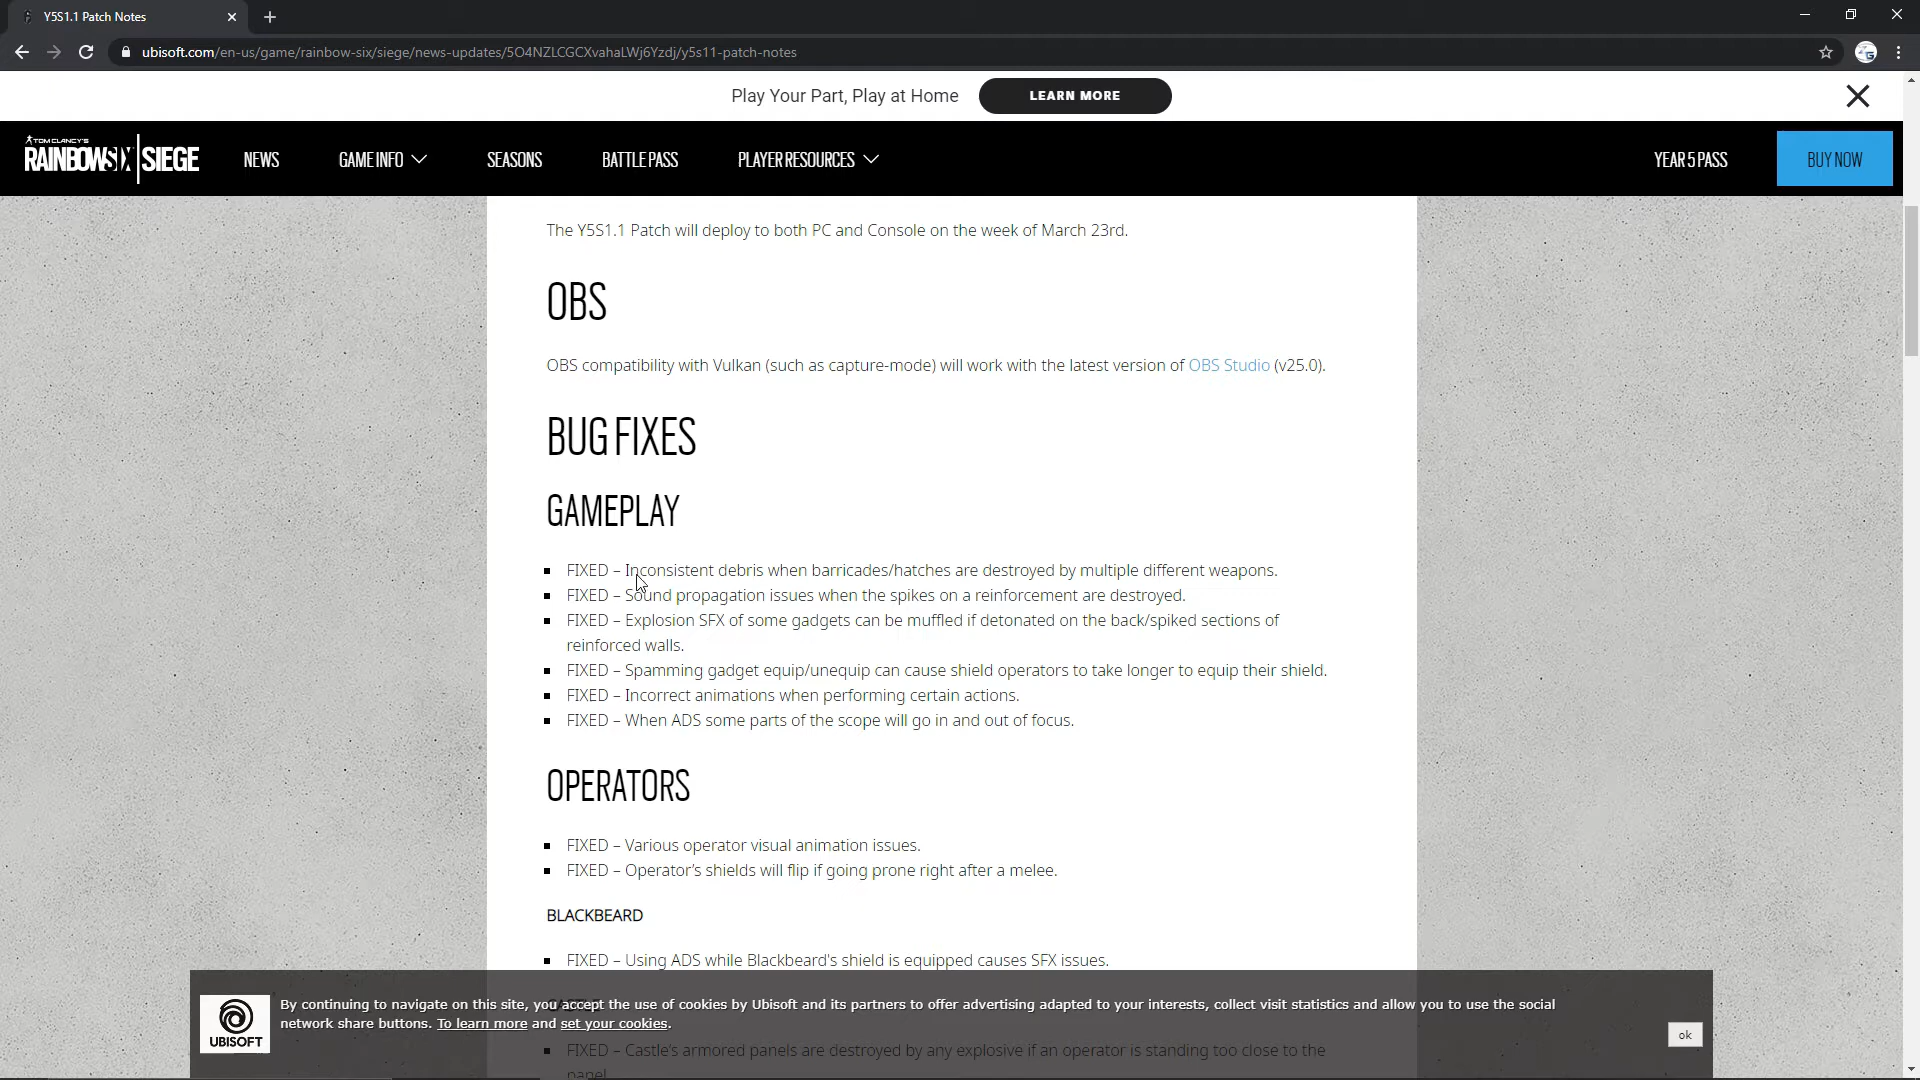 Y5S1.1 Patch Notes
ubisoft.com/en-us/game/rainbow-six/siege/news-updates/5O4NZLCGCXvahaLWj6Yzdj/y5s11-patch-notes
Play Your Part, Play at Home LEARN MORE
TOM CLANCY'S
RAINBOW SIX | SIEGE NEWS GAME INFO SEASONS BATTLE PASS PLAYER RESOURCES YEAR 5 PASS BUY NOW
The Y5S1.1 Patch will deploy to both PC and Console on the week of March 23rd.
OBS
OBS compatibility with Vulkan (such as capture-mode) will work with the latest version of OBS Studio (v25.0).
BUG FIXES
GAMEPLAY
FIXED – Inconsistent debris when barricades/hatches are destroyed by multiple different weapons.
FIXED – Sound propagation issues when the spikes on a reinforcement are destroyed.
FIXED – Explosion SFX of some gadgets can be muffled if detonated on the back/spiked sections of
reinforced walls.
FIXED – Spamming gadget equip/unequip can cause shield operators to take longer to equip their shield.
FIXED – Incorrect animations when performing certain actions.
FIXED – When ADS some parts of the scope will go in and out of focus.
OPERATORS
FIXED – Various operator visual animation issues.
FIXED – Operator's shields will flip if going prone right after a melee.
BLACKBEARD
FIXED – Using ADS while Blackbeard's shield is equipped causes SFX issues.
By continuing to navigate on this site, you accept the use of cookies by Ubisoft and its partners to offer advertising adapted to your interests, collect visit statistics and allow you to use the social
network share buttons. To learn more and set your cookies.
UBISOFT
ok
FIXED – Castle's armored panels are destroyed by any explosive if an operator is standing too close to the
panel